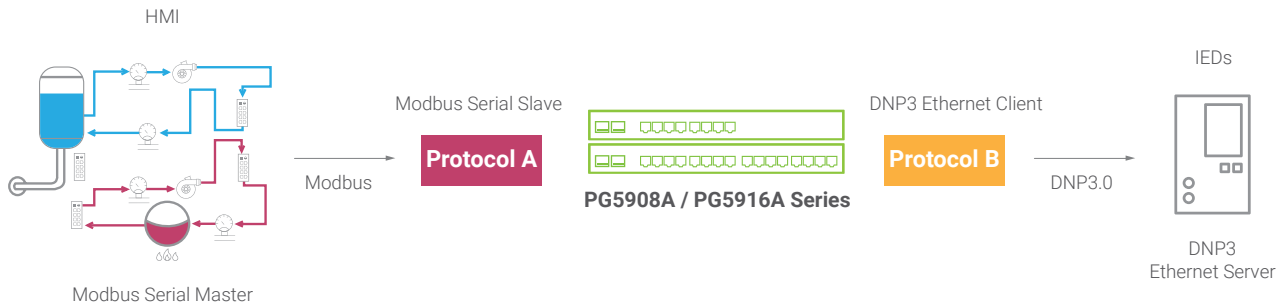 HMI
Modbus Serial Master
Modbus
Modbus Serial Slave
Protocol A
PG5908A / PG5916A Series
DNP3 Ethernet Client
Protocol B
DNP3.0
IEDs
DNP3
Ethernet Server